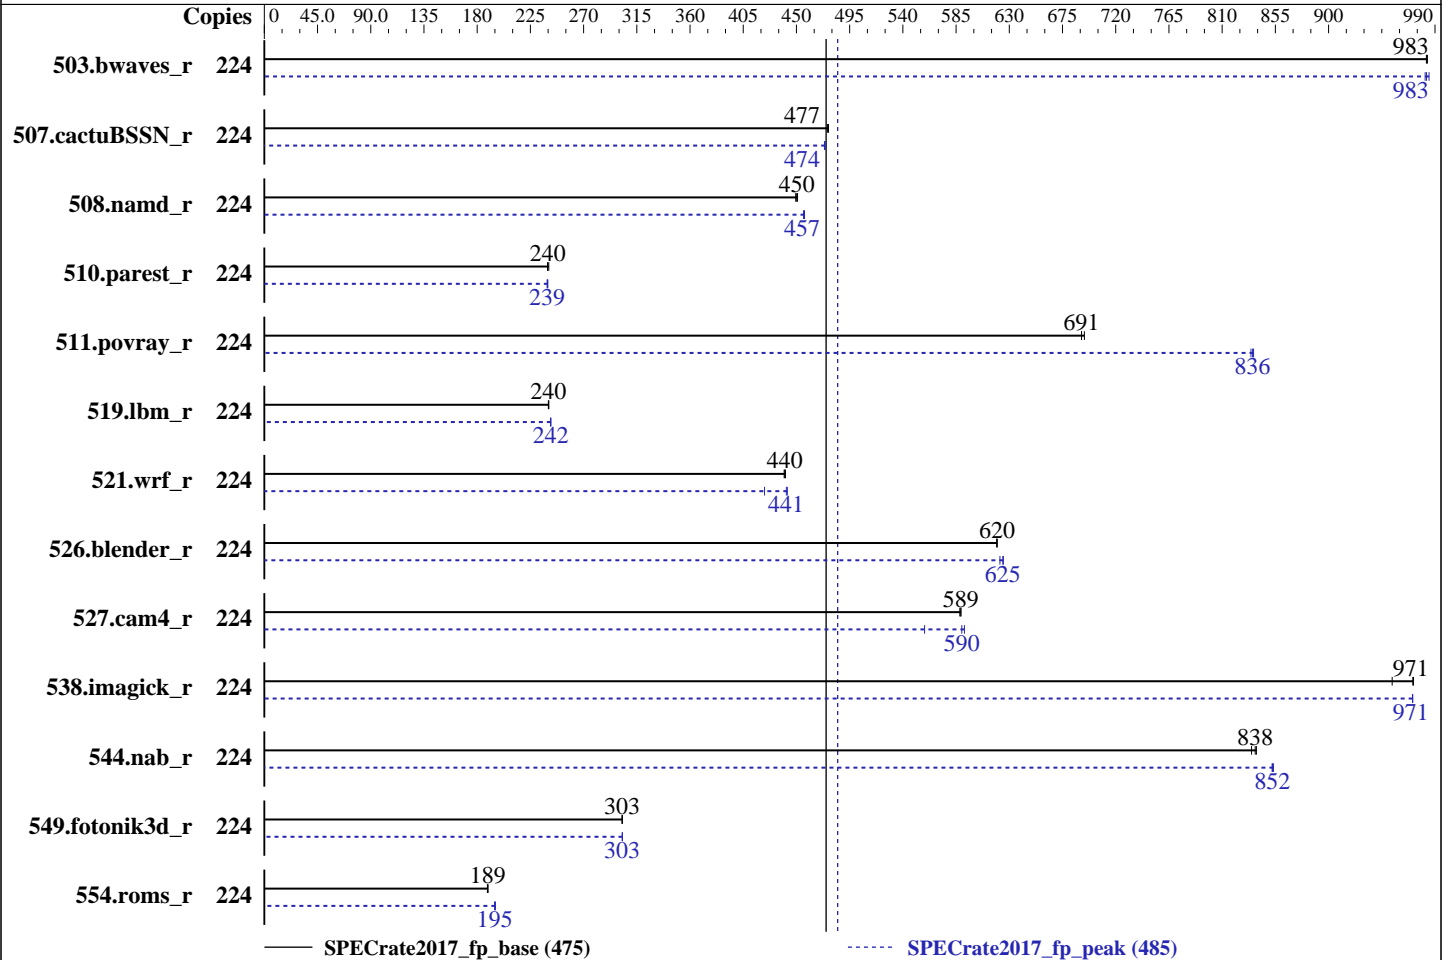 Copies 0 45.0 90.0 135 180 225 270 315 360 405 450 495 540 585 630 675 720 765 810 855 900 990
983
503.bwaves_r 224
983
477
507.cactuBSSN_r 224
474
450
508.namd_r 224
457
240
510.parest_r 224
239
691
511.povray_r 224
836
240
519.lbm_r 224
242
440
521.wrf_r 224
441
620
526.blender_r 224
625
589
527.cam4_r 224
590
971
538.imagick_r 224
971
838
544.nab_r 224
852
303
549.fotonik3d_r 224
303
189
554.roms_r 224
195
SPECrate2017_fp_base (475) SPECrate2017_fp_peak (485)